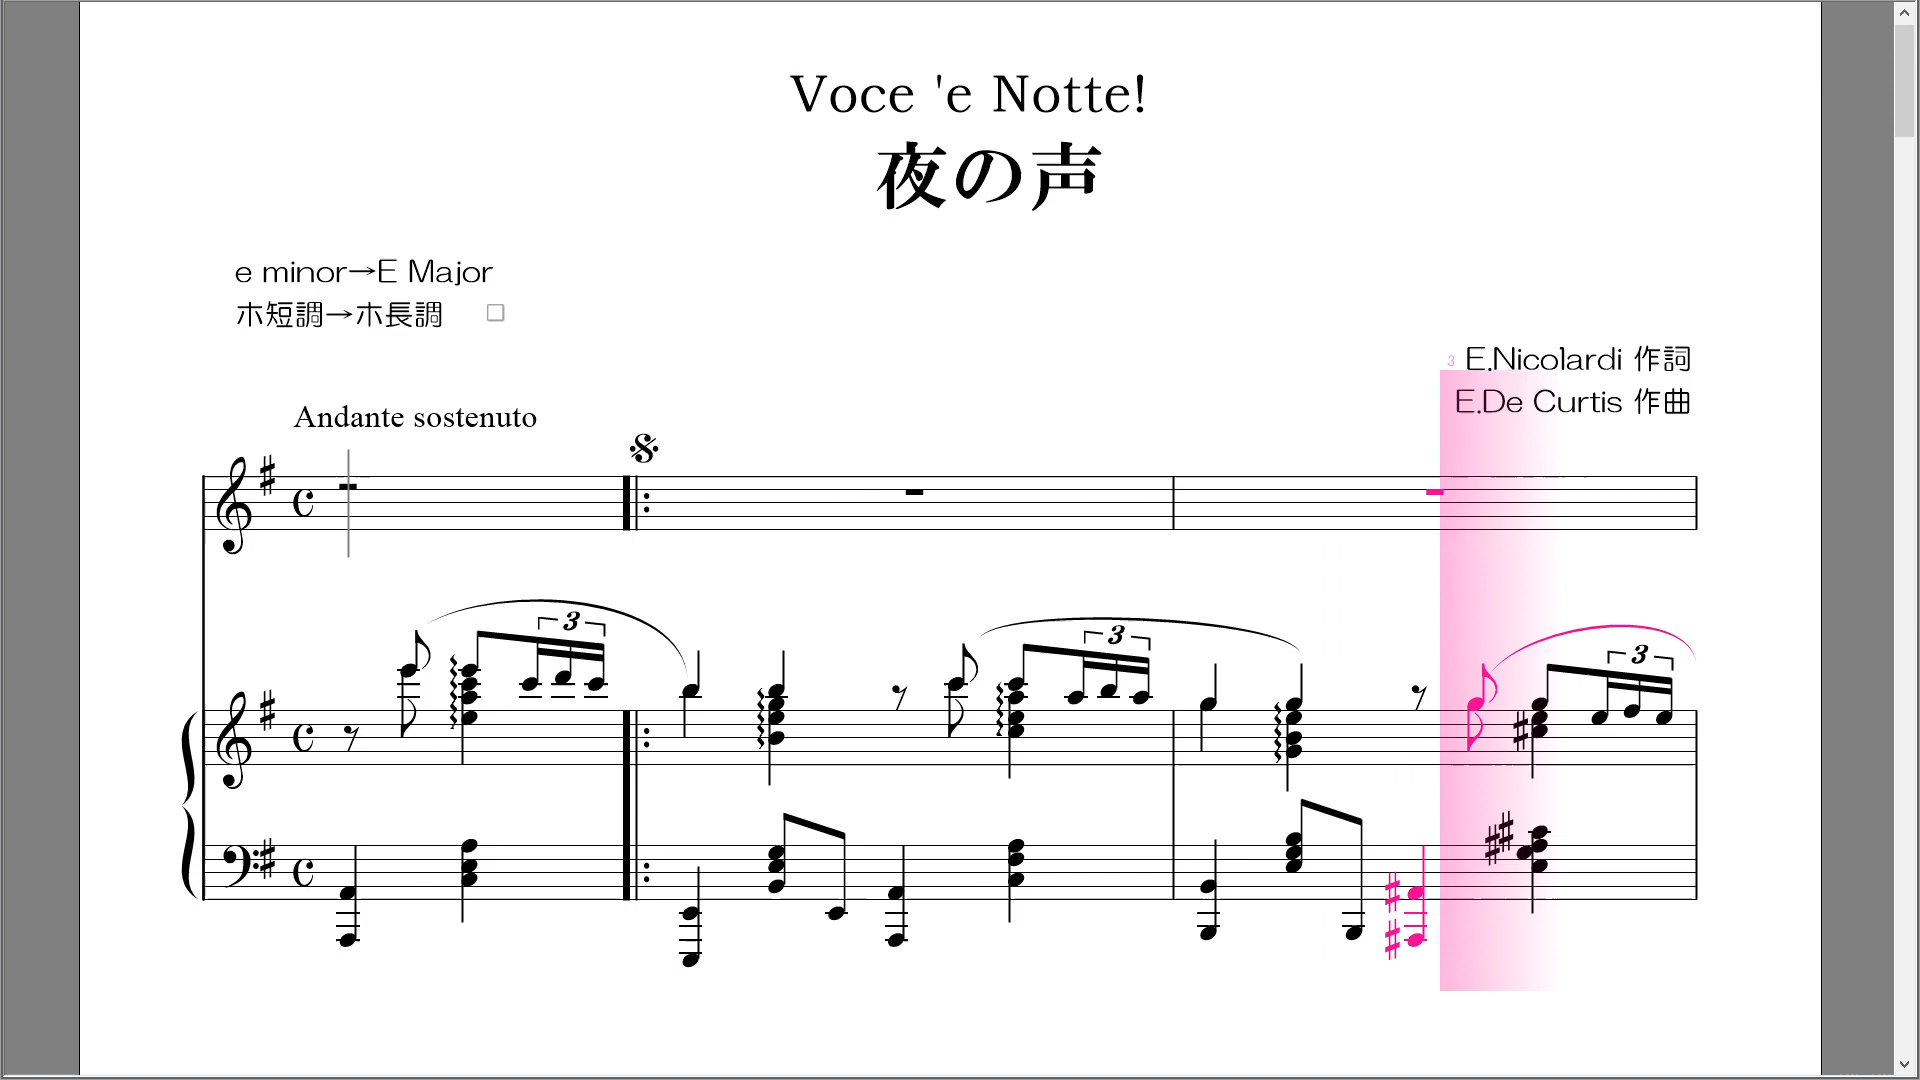 Voce 'e Notte!
夜の声
e minor→E Major
ホ短調→ホ長調
3 E.Nicolardi 作詞
E.De Curtis 作曲
Andante sostenuto
3 3 3